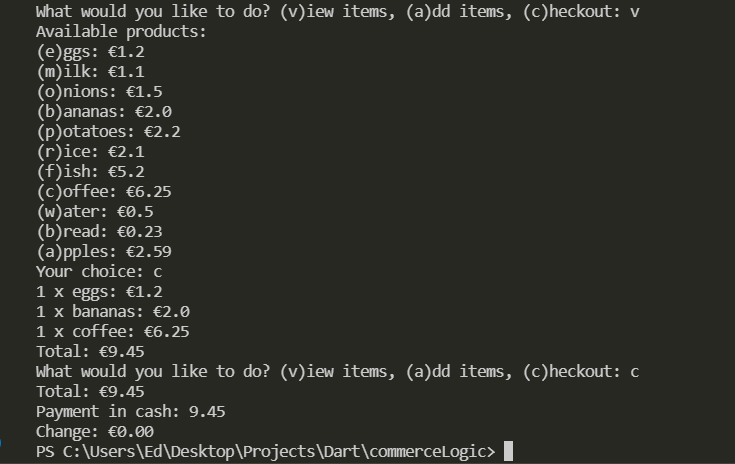 What would you like to do? (v)iew items, (a)dd items, (c)heckout: v
Available products:
(e)ggs: €1.2
(m)ilk: €1.1
(o)nions: €1.5
(b)ananas: €2.0
(p)otatoes: €2.2
(r)ice: €2.1
(f)ish: €5.2
(c)offee: €6.25
(w)ater: €0.5
(b)read: €0.23
(a)pples: €2.59
Your choice: c
1 x eggs: €1.2
1 x bananas: €2.0
1 x coffee: €6.25
Total: €9.45
What would you like to do? (v)iew items, (a)dd items, (c)heckout: c
Total: €9.45
Payment in cash: 9.45
Change: €0.00
PS C:\Users\Ed\Desktop\Projects\Dart\commerceLogic>